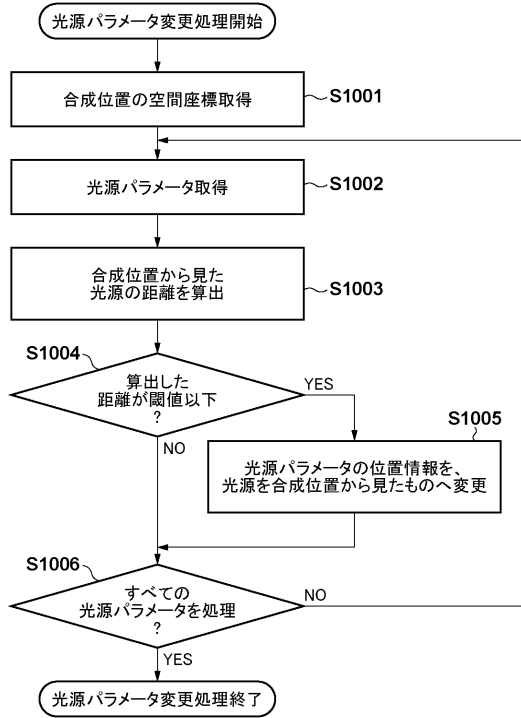 光源パラメータ変更処理開始
合成位置の空間座標取得
S1001
光源パラメータ取得
S1002
合成位置から見た
光源の距離を算出
S1003
S1004
算出した
距離が閾値以下
?
YES
NO
S1005
光源パラメータの位置情報を、
光源を合成位置から見たものへ変更
S1006
すべての
光源パラメータを処理
?
NO
YES
光源パラメータ変更処理終了